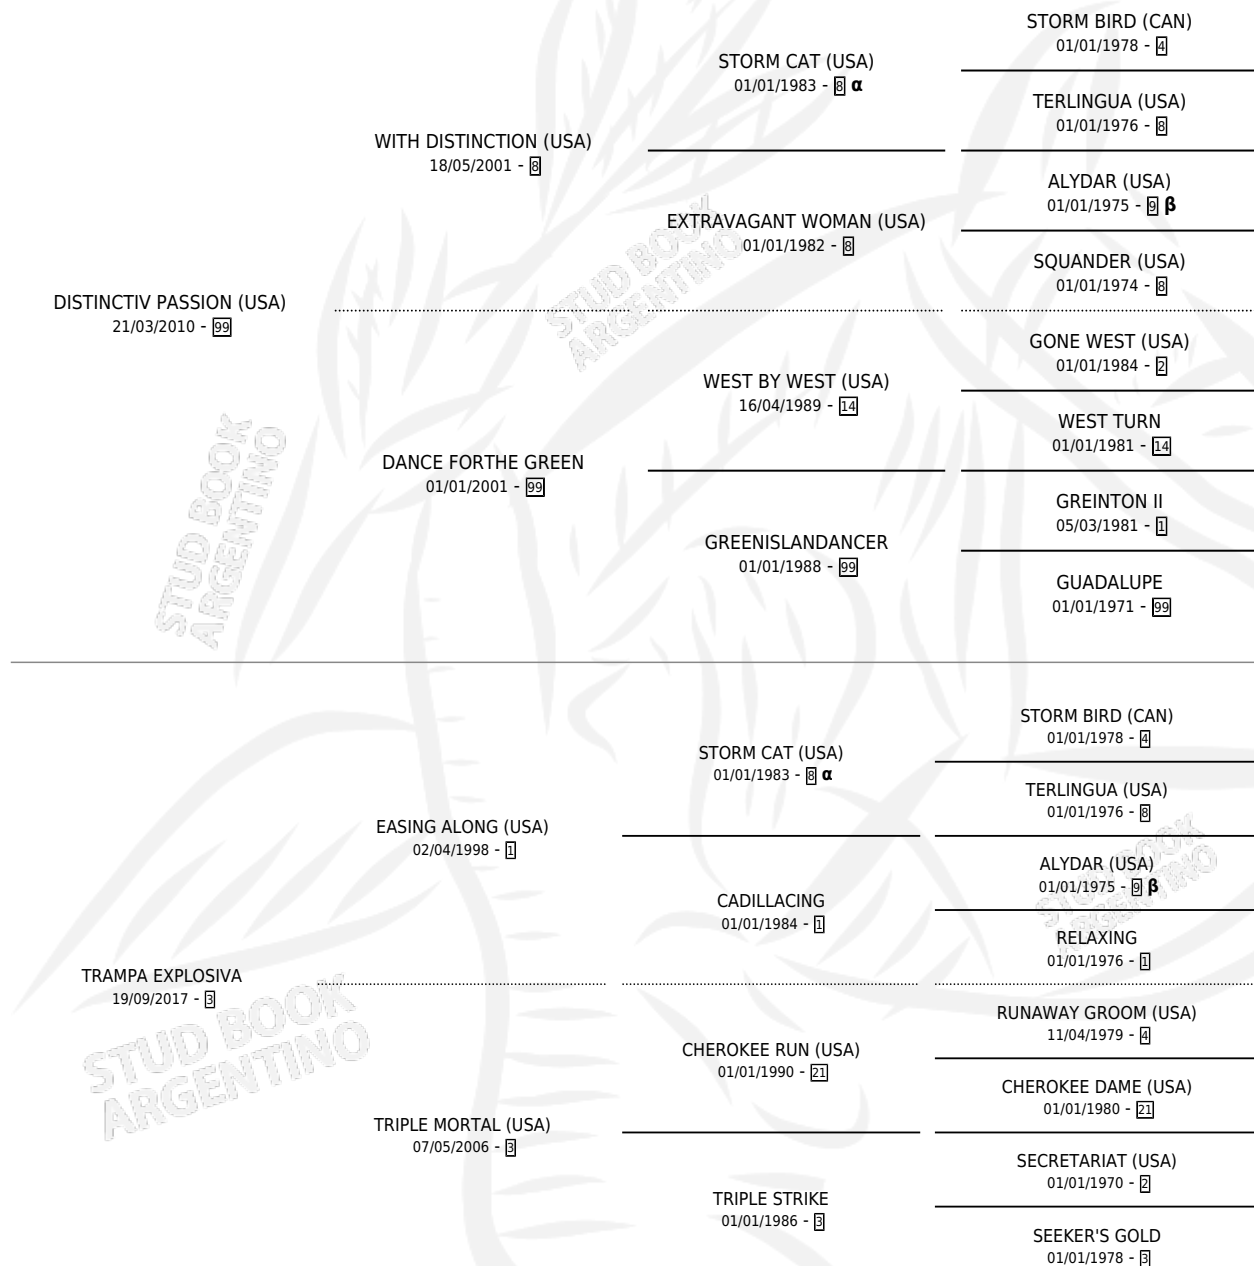 STORM BIRD (CAN)
01/01/1978 - 4
STORM CAT (USA)
01/01/1983 - 8 α
TERLINGUA (USA)
01/01/1976 - 8
WITH DISTINCTION (USA)
18/05/2001 - 8
ALYDAR (USA)
01/01/1975 - 9 β
EXTRAVAGANT WOMAN (USA)
01/01/1982 - 8
SQUANDER (USA)
01/01/1974 - 8
DISTINCTIV PASSION (USA)
21/03/2010 - 99
GONE WEST (USA)
01/01/1984 - 2
WEST BY WEST (USA)
16/04/1989 - 14
WEST TURN
01/01/1981 - 14
DANCE FORTHE GREEN
01/01/2001 - 99
GREINTON II
05/03/1981 - 1
GREENISLANDANCER
01/01/1988 - 99
GUADALUPE
01/01/1971 - 99
STORM BIRD (CAN)
01/01/1978 - 4
STORM CAT (USA)
01/01/1983 - 8 α
TERLINGUA (USA)
01/01/1976 - 8
EASING ALONG (USA)
02/04/1998 - 1
ALYDAR (USA)
01/01/1975 - 9 β
CADILLACING
01/01/1984 - 1
RELAXING
01/01/1976 - 1
TRAMPA EXPLOSIVA
19/09/2017 - 3
RUNAWAY GROOM (USA)
11/04/1979 - 4
CHEROKEE RUN (USA)
01/01/1990 - 21
CHEROKEE DAME (USA)
01/01/1980 - 21
TRIPLE MORTAL (USA)
07/05/2006 - 3
SECRETARIAT (USA)
01/01/1970 - 2
TRIPLE STRIKE
01/01/1986 - 3
SEEKER'S GOLD
01/01/1978 - 3
STUD BOOK
ARGENTINO
STUD BOOK
ARGENTINO
STUD BOOK
ARGENTINO
STUD BOOK
ARGENTINO